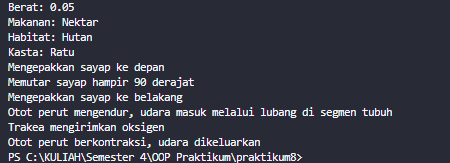 Berat: 0.05
Makanan: Nektar
Habitat: Hutan
Kasta: Ratu
Mengepakkan sayap ke depan
Memutar sayap hampir 90 derajat
Mengepakkan sayap ke belakang
Otot perut mengendur, udara masuk melalui lubang di segmen tubuh
Trakea mengirimkan oksigen
Otot perut berkontraksi, udara dikeluarkan
PS C:\KULIAH\Semester 4\OOP Praktikum\praktikum8>